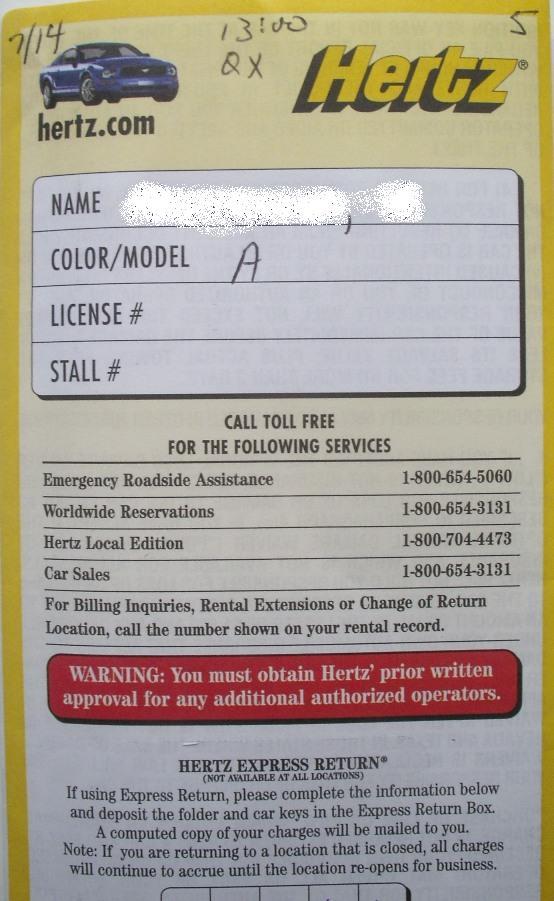 7/14
13:00
5
QX
Hertz®
hertz.com
NAME
COLOR/MODEL A
LICENSE #
STALL #
CALL TOLL FREE
FOR THE FOLLOWING SERVICES
Emergency Roadside Assistance 1-800-654-5060
Worldwide Reservations 1-800-654-3131
Hertz Local Edition 1-800-704-4473
Car Sales 1-800-654-3131
For Billing Inquiries, Rental Extensions or Change of Return
Location, call the number shown on your rental record.
WARNING: You must obtain Hertz' prior written
approval for any additional authorized operators.
HERTZ EXPRESS RETURN®
(NOT AVAILABLE AT ALL LOCATIONS)
If using Express Return, please complete the information below
and deposit the folder and car keys in the Express Return Box.
A computed copy of your charges will be mailed to you.
Note: If you are returning to a location that is closed, all charges
will continue to accrue until the location re-opens for business.